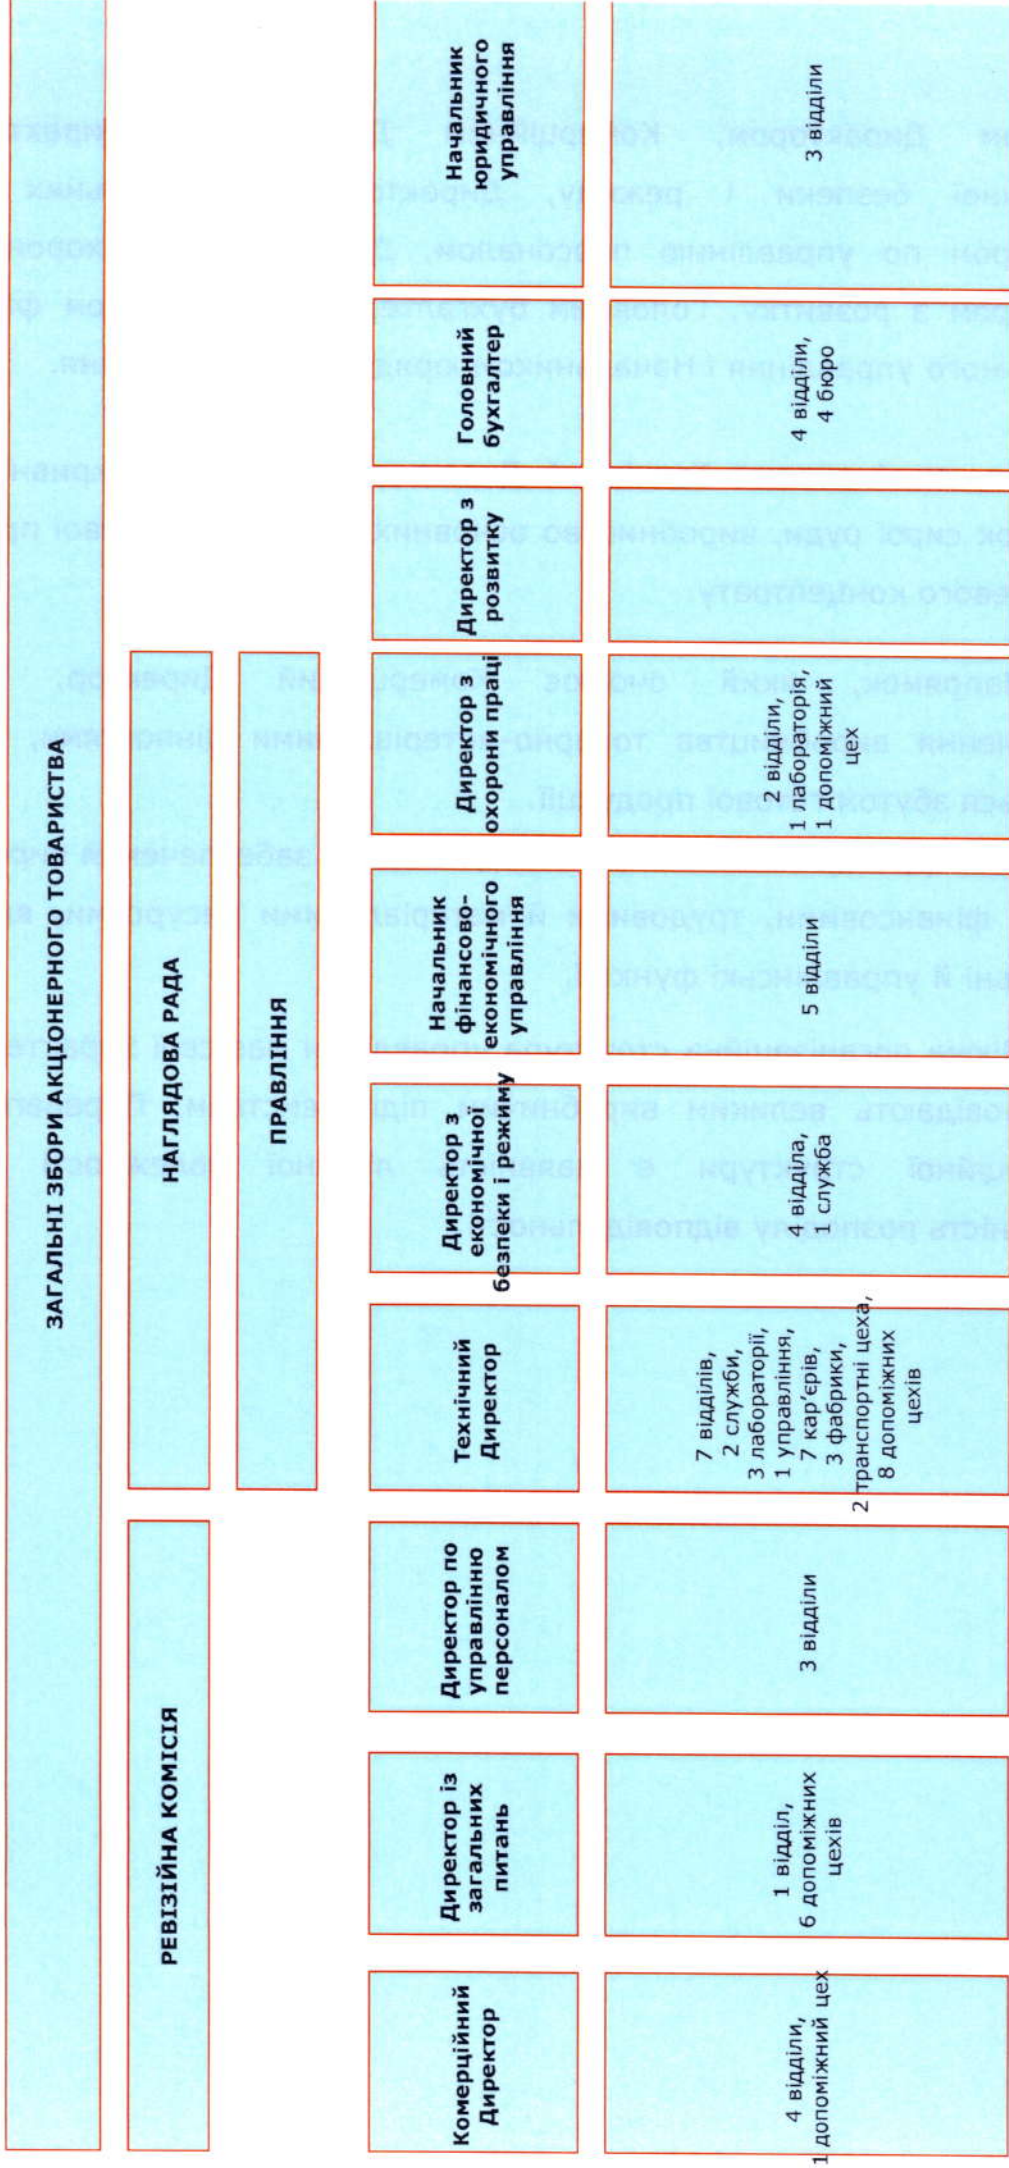 ЗАГАЛЬНІ ЗБОРИ АКЦІОНЕРНОГО ТОВАРИСТВА
РЕВІЗІЙНА КОМІСІЯ
НАГЛЯДОВА РАДА
ПРАВЛІННЯ
Комерційний
Директор
Директор із
загальних
питань
Директор по
управлінню
персоналом
Технічний
Директор
Директор з
економічної
безпеки і режиму
Начальник
фінансово-
економічного
управління
Директор з
охорони праці
Директор з
розвитку
Головний
бухгалтер
Начальник
юридичного
управління
4 відділи,
1 допоміжний цех
1 відділ,
6 допоміжних
цехів
3 відділи
7 відділів,
2 служби,
3 лабораторії,
1 управління,
7 кар'єрів,
3 фабрики,
2 транспортні цеха,
8 допоміжних
цехів
4 відділа,
1 служба
5 відділи
2 відділи,
1 лабораторія,
1 допоміжний
цех
4 відділи,
4 бюро
3 відділи